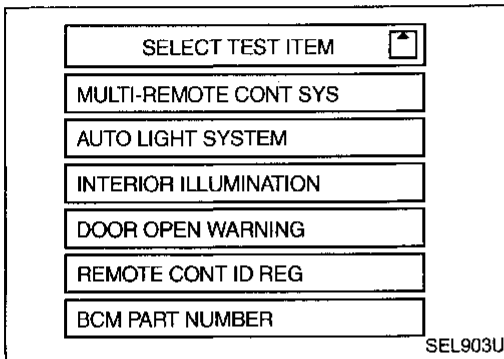 SELECT TEST ITEM
MULTI-REMOTE CONT SYS
AUTO LIGHT SYSTEM
INTERIOR ILLUMINATION
DOOR OPEN WARNING
REMOTE CONT ID REG
BCM PART NUMBER
SEL903U